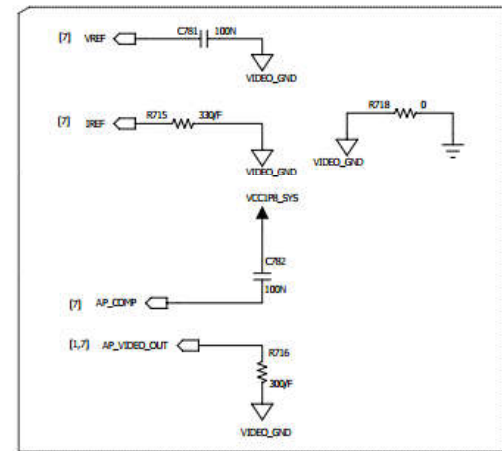 C781 100N
[7] VREF
VIDEO_GND
R718 0
[7] IREF R715 330/F
VIDEO_GND
VIDEO_GND
VCC1P8_SYS
C782
100N
[7] AP_COMP
[1,7] AP_VIDEO_OUT
R716
300/F
VIDEO_GND